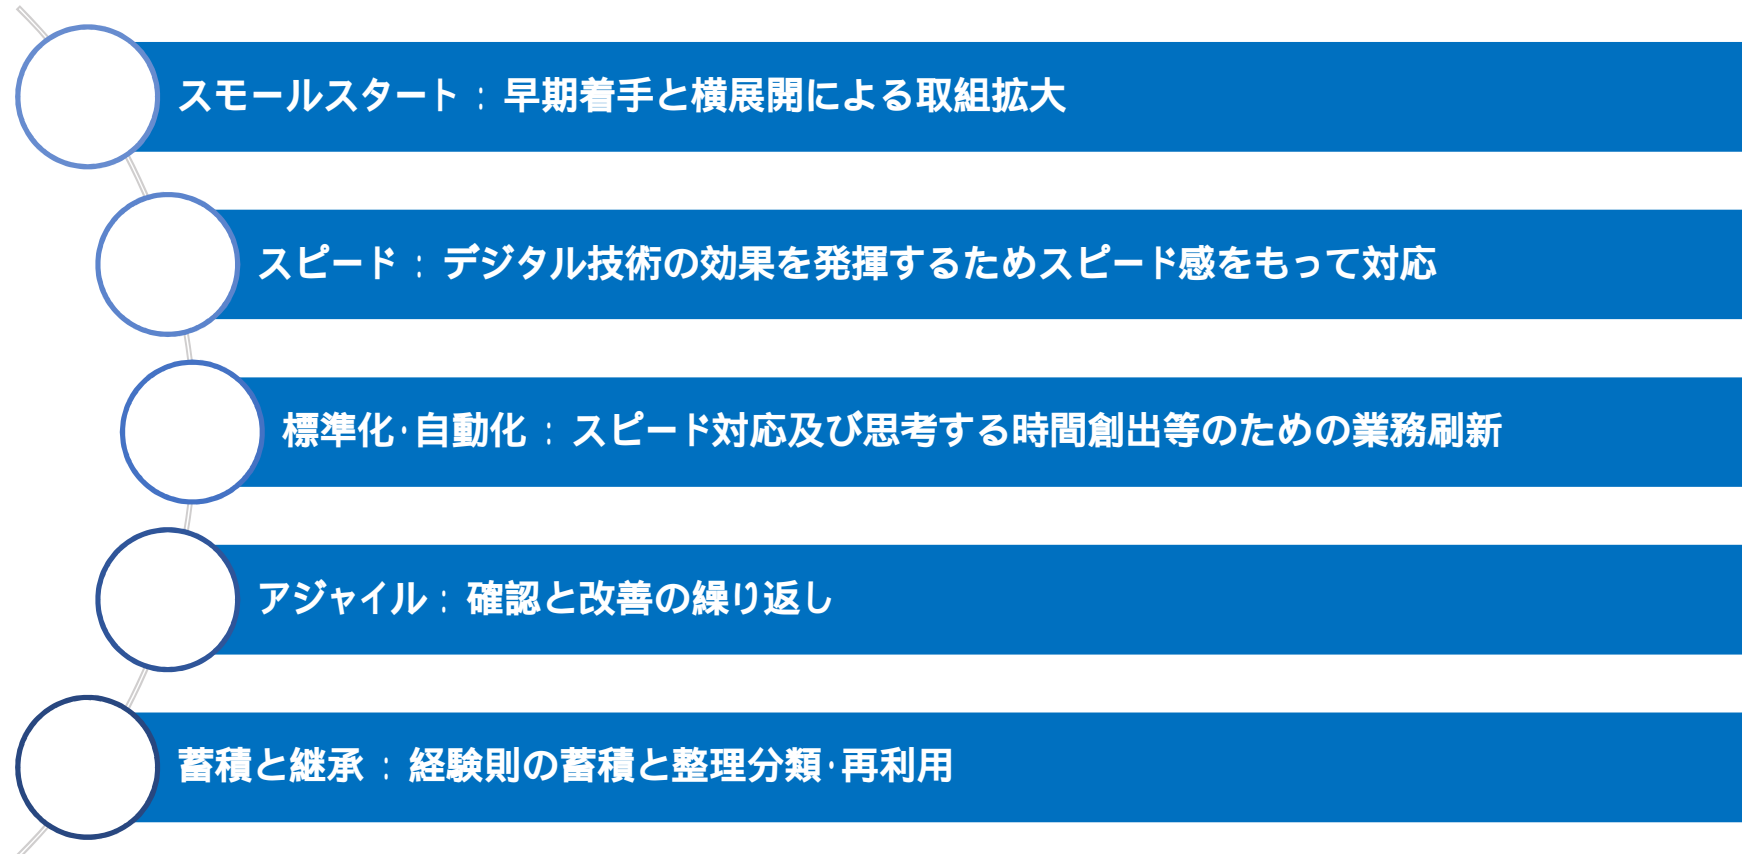 スモールスタート：早期着手と横展開による取組拡大
スピード：デジタル技術の効果を発揮するためスピード感をもって対応
標準化・自動化：スピード対応及び思考する時間創出等のための業務刷新
アジャイル：確認と改善の繰り返し
蓄積と継承：経験則の蓄積と整理分類・再利用